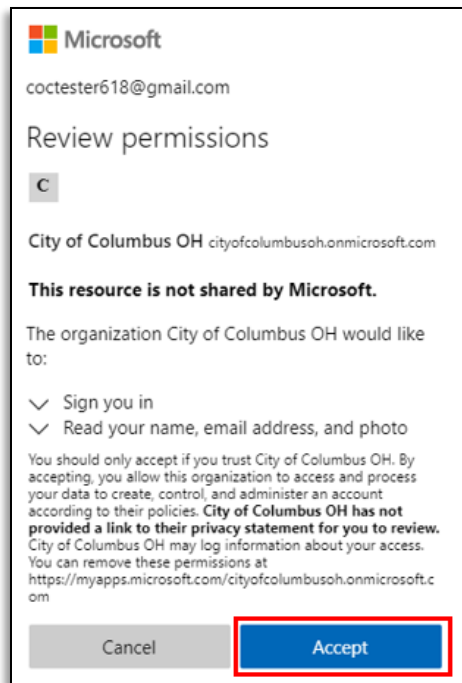 Microsoft
coctester618@gmail.com
Review permissions
C
City of Columbus OH cityofcolumbusoh.onmicrosoft.com
This resource is not shared by Microsoft.
The organization City of Columbus OH would like
to:
Sign you in
Read your name, email address, and photo
You should only accept if you trust City of Columbus OH. By
accepting, you allow this organization to access and process
your data to create, control, and administer an account
according to their policies. City of Columbus OH has not
provided a link to their privacy statement for you to review.
City of Columbus OH may log information about your access.
You can remove these permissions at
https://myapps.microsoft.com/cityofcolumbusoh.onmicrosoft.c
om
Cancel Accept